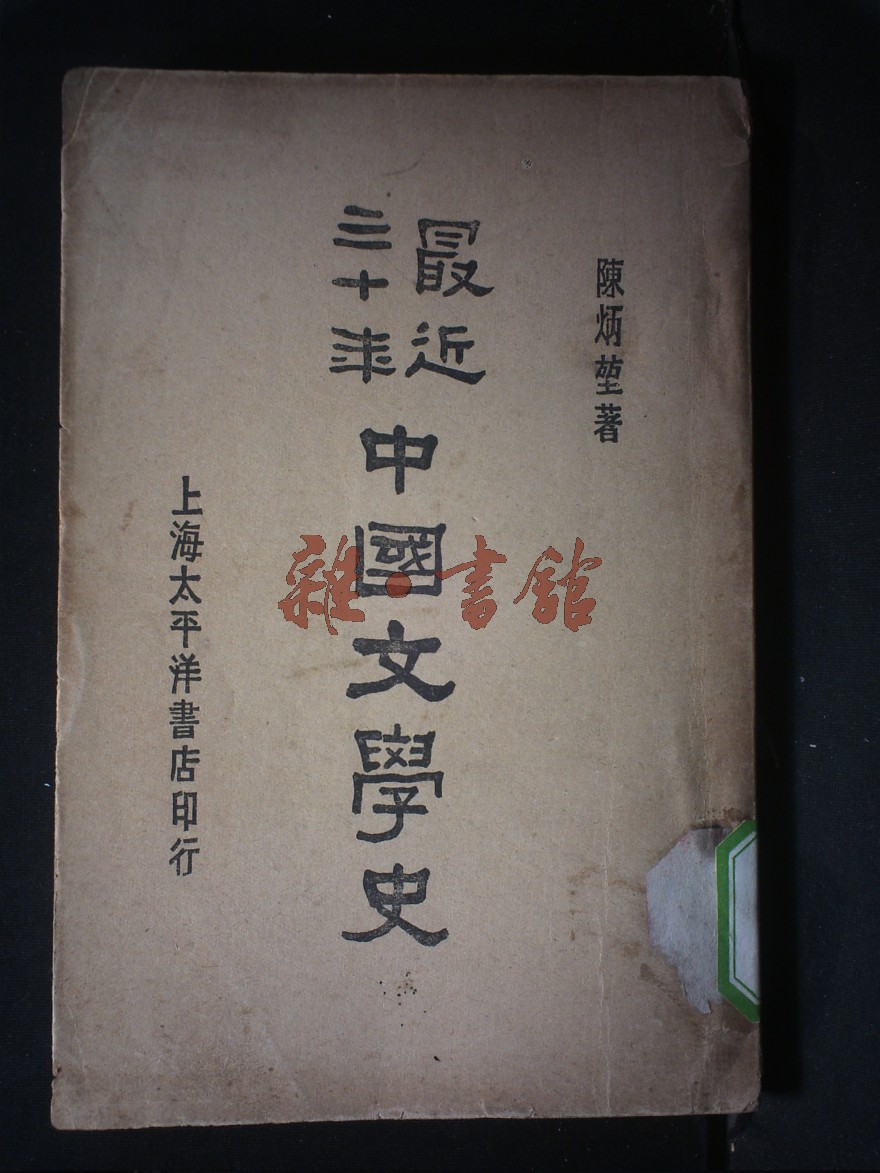 陳炳堃著
最近
三十年
中國文學史
上海太平洋書店印行
雜·書館